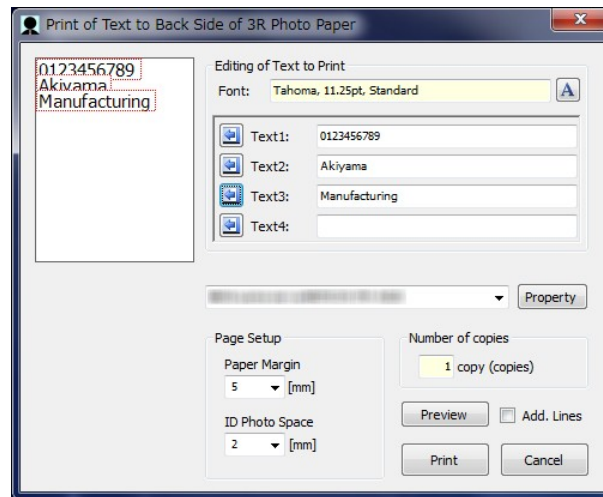 Print of Text to Back Side of 3R Photo Paper
0123456789
Akiyama
Manufacturing
Editing of Text to Print
Font: Tahoma, 11.25pt, Standard A
Text1: 0123456789
Text2: Akiyama
Text3: Manufacturing
Text4:
Property
Page Setup
Paper Margin
5 [mm]
ID Photo Space
2 [mm]
Number of copies
1 copy (copies)
Preview Add. Lines
Print Cancel